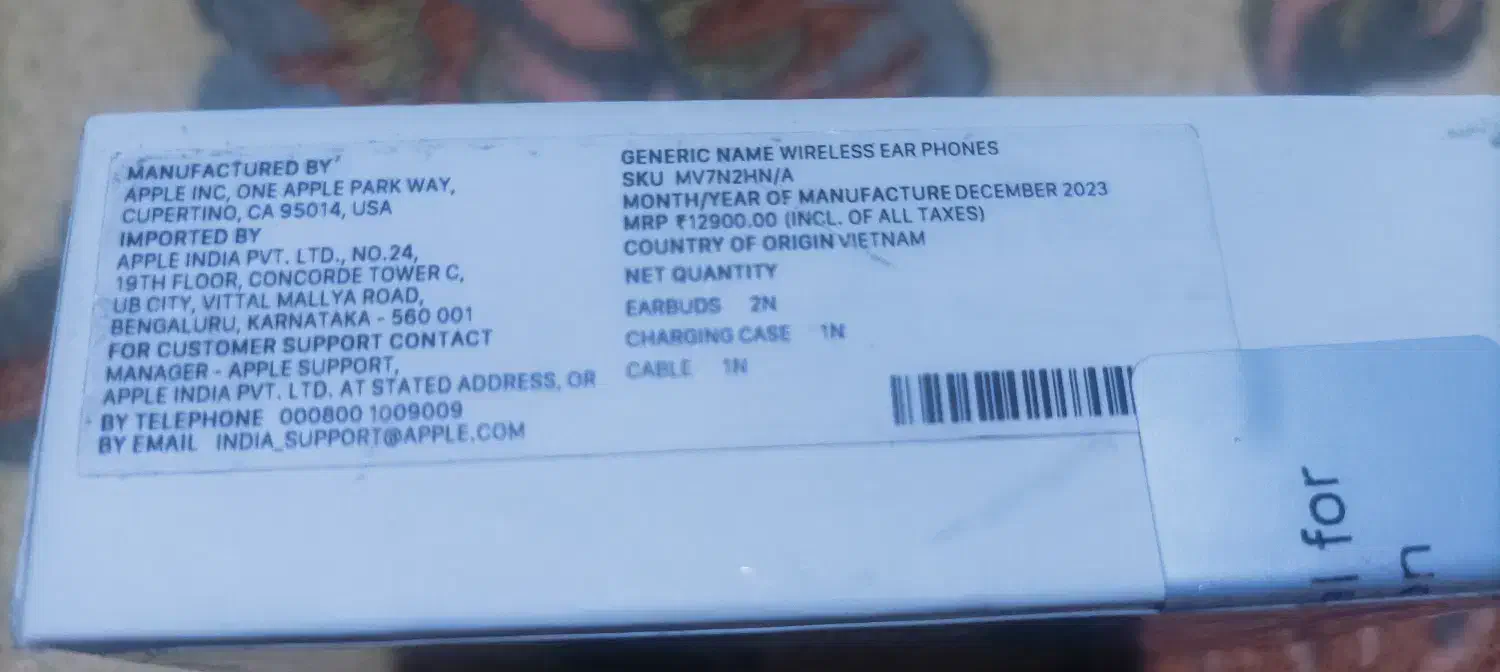 MANUFACTURED BY
APPLE INC, ONE APPLE PARK WAY,
CUPERTINO, CA 95014, USA
IMPORTED BY
APPLE INDIA PVT. LTD., NO.24,
19TH FLOOR, CONCORDE TOWER C,
UB CITY, VITTAL MALLYA ROAD,
BENGALURU, KARNATAKA - 560 001
FOR CUSTOMER SUPPORT CONTACT
MANAGER - APPLE SUPPORT,
APPLE INDIA PVT. LTD. AT STATED ADDRESS, OR
BY TELEPHONE 000800 1009009
BY EMAIL INDIA_SUPPORT@APPLE.COM
GENERIC NAME WIRELESS EAR PHONES
SKU MV7N2HN/A
MONTH/YEAR OF MANUFACTURE DECEMBER 2023
MRP ₹12900.00 (INCL. OF ALL TAXES)
COUNTRY OF ORIGIN VIETNAM
NET QUANTITY
EARBUDS 2N
CHARGING CASE 1N
CABLE 1N
for